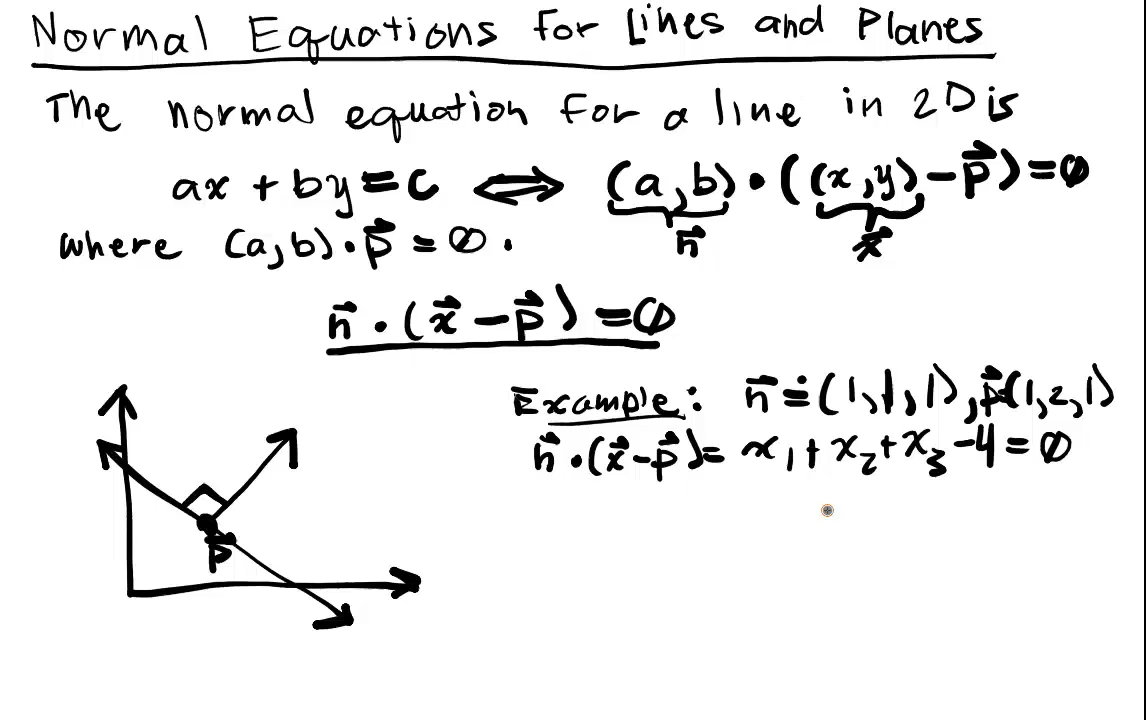 Normal Equations for Lines and Planes
The normal equation for a line in 2D is
ax + by = c ⟺ (a,b)•((x,y)-p⃗)=0
n⃗ x⃗
where (a,b)•p⃗ = 0.
n⃗•(x⃗-p⃗)=0
Example: n⃗=(1,1,1), p⃗(1,2,1)
n⃗•(x⃗-p⃗)= x₁+x₂+x₃-4=0
p⃗